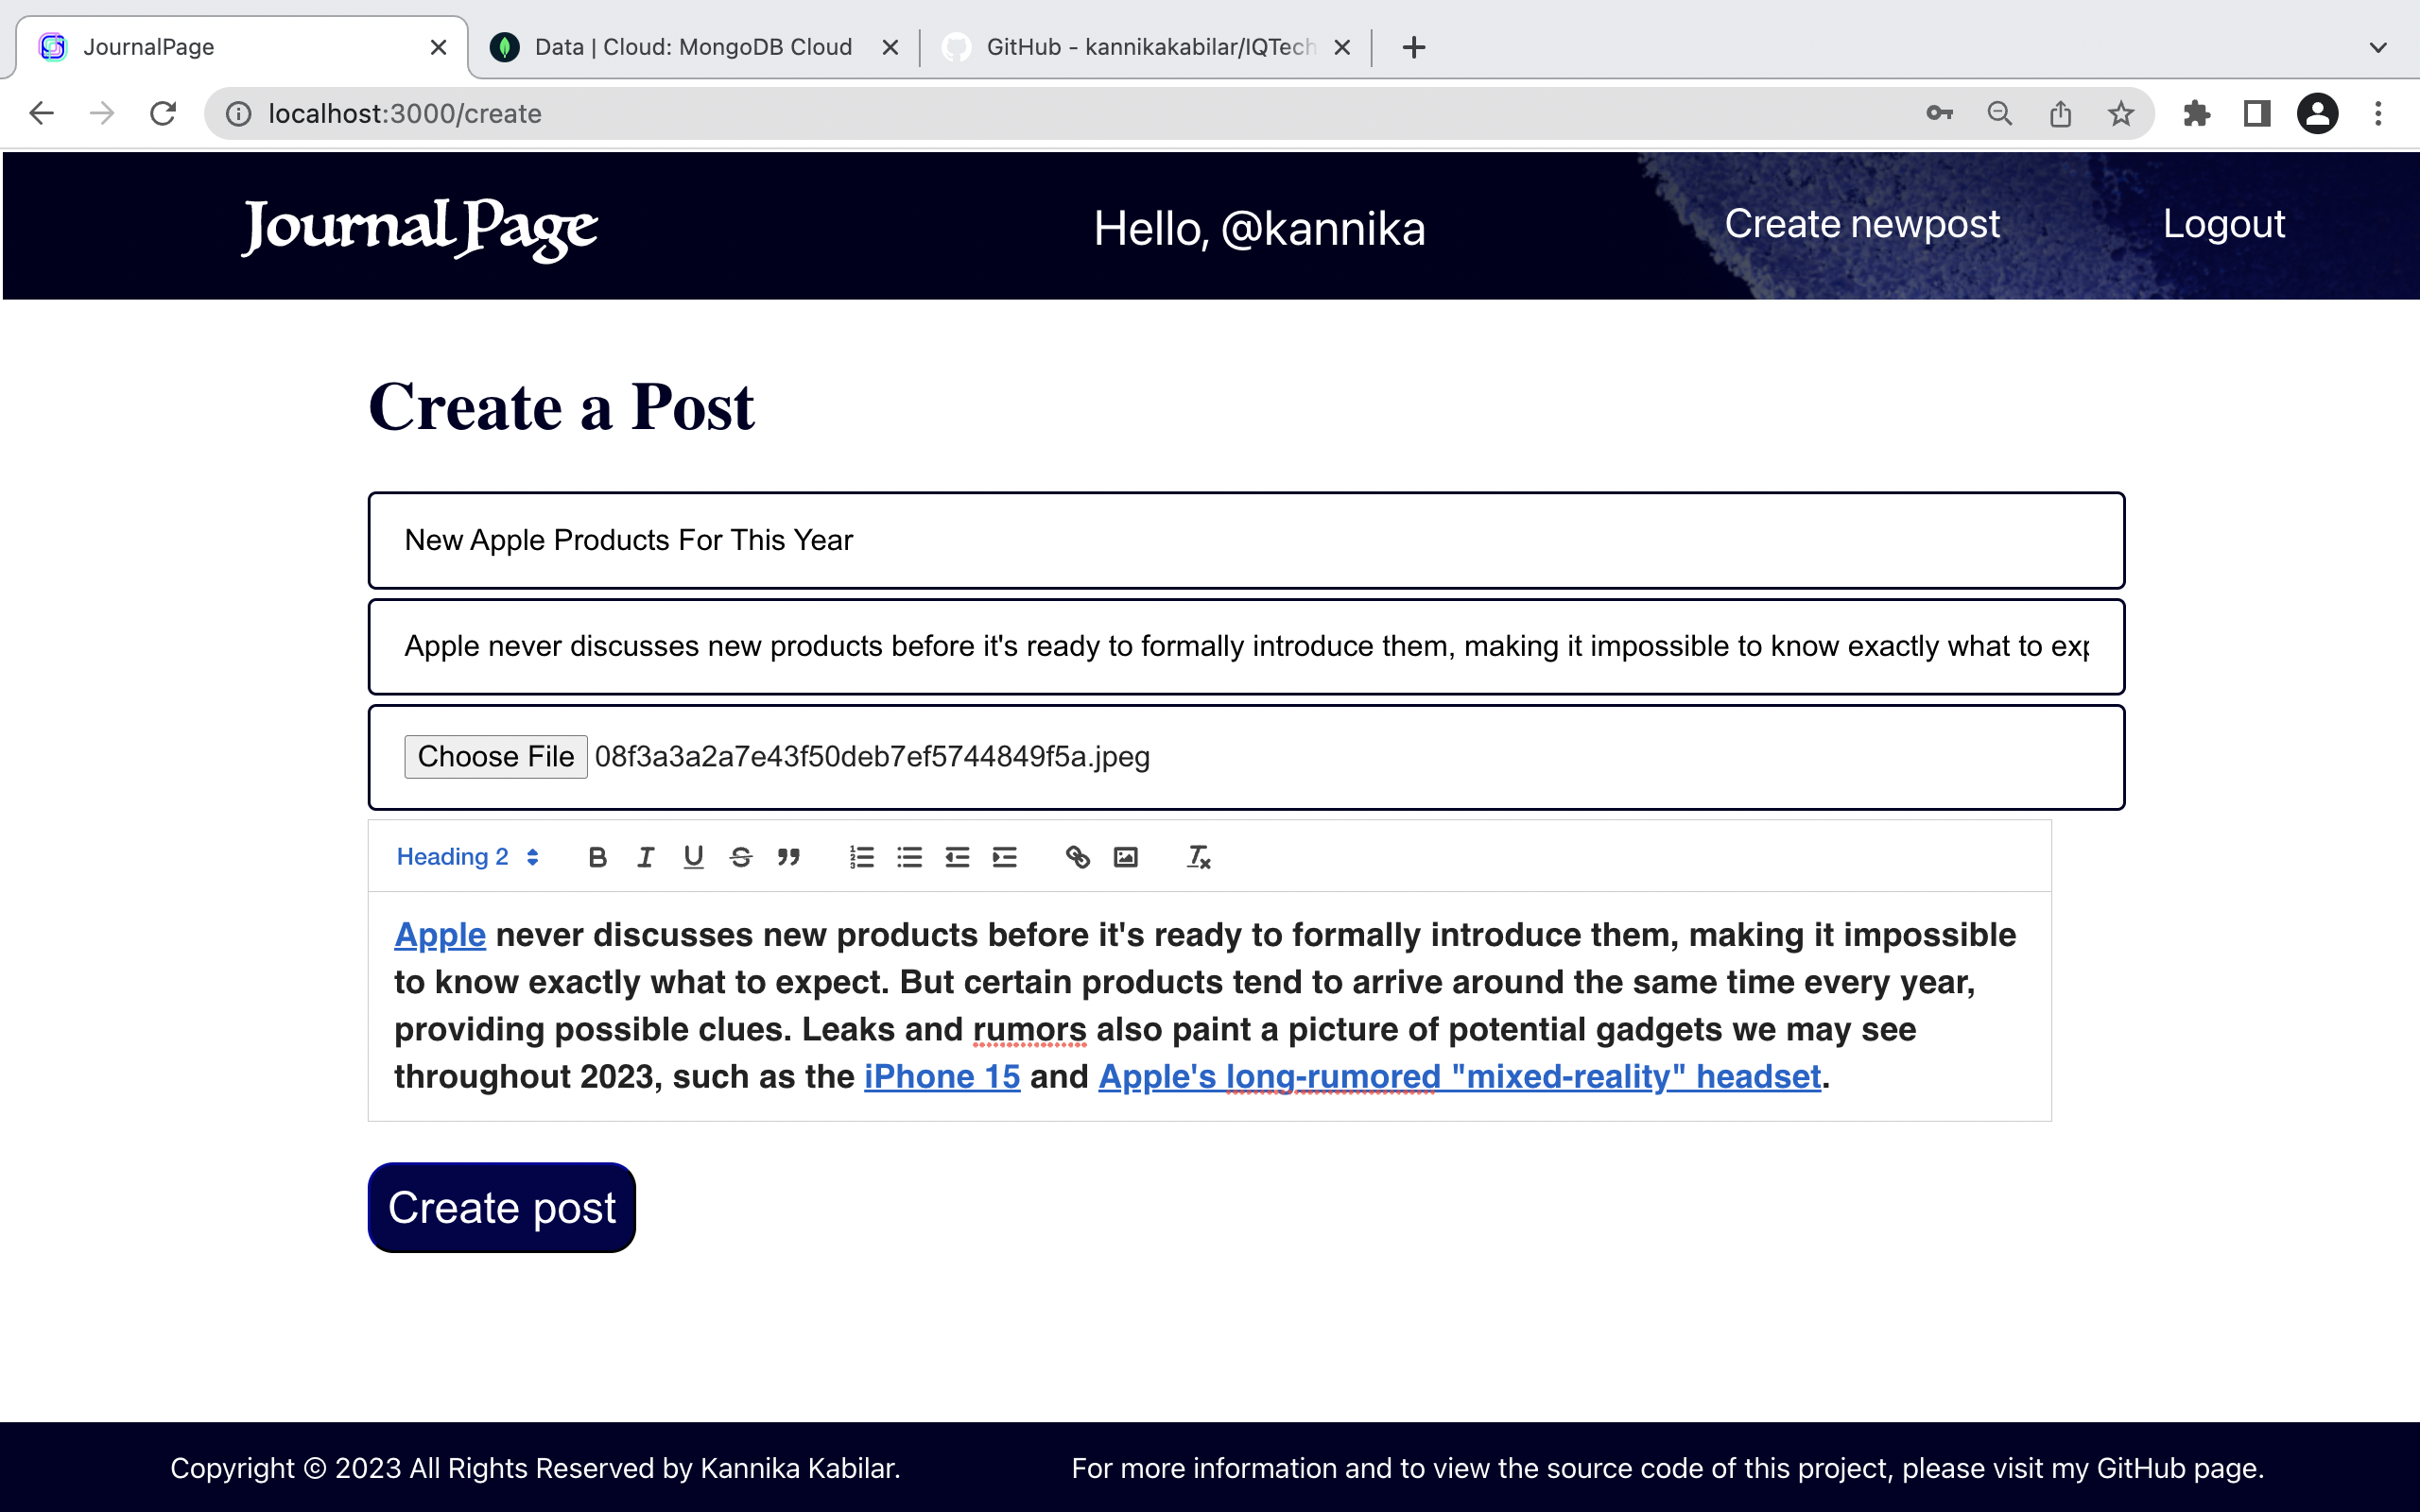 JournalPage
Data | Cloud: MongoDB Cloud
GitHub - kannikakabilar/IQTech
localhost:3000/create
Journal Page
Hello, @kannika
Create newpost
Logout
Create a Post
New Apple Products For This Year
Apple never discusses new products before it's ready to formally introduce them, making it impossible to know exactly what to exp
Choose File 08f3a3a2a7e43f50deb7ef5744849f5a.jpeg
Heading 2
Apple never discusses new products before it's ready to formally introduce them, making it impossible
to know exactly what to expect. But certain products tend to arrive around the same time every year,
providing possible clues. Leaks and rumors also paint a picture of potential gadgets we may see
throughout 2023, such as the iPhone 15 and Apple's long-rumored "mixed-reality" headset.
Create post
Copyright © 2023 All Rights Reserved by Kannika Kabilar.
For more information and to view the source code of this project, please visit my GitHub page.